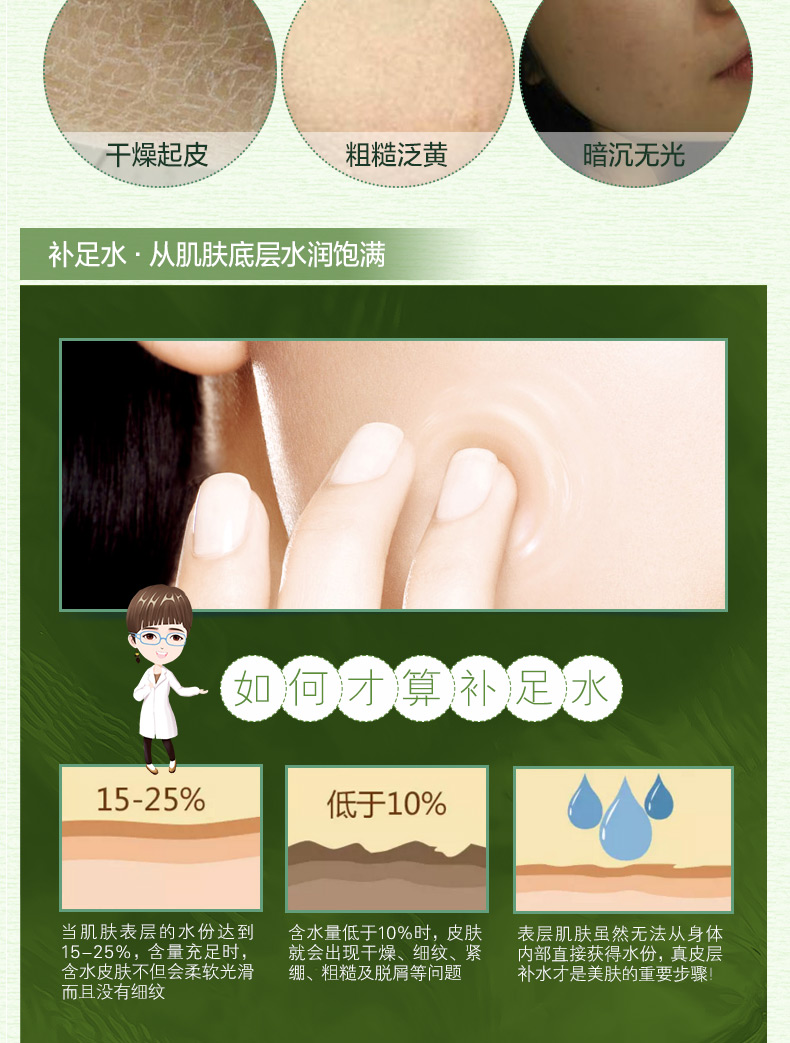 干燥起皮
粗糙泛黄
暗沉无光
补足水·从肌肤底层水润饱满
如何才算补足水
15-25%
低于10%
当肌肤表层的水份达到
15-25%，含量充足时，
含水皮肤不但会柔软光滑
而且没有细纹
含水量低于10%时，皮肤
就会出现干燥、细纹、紧
绷、粗糙及脱屑等问题
表层肌肤虽然无法从身体
内部直接获得水份，真皮层
补水才是美肤的重要步骤!